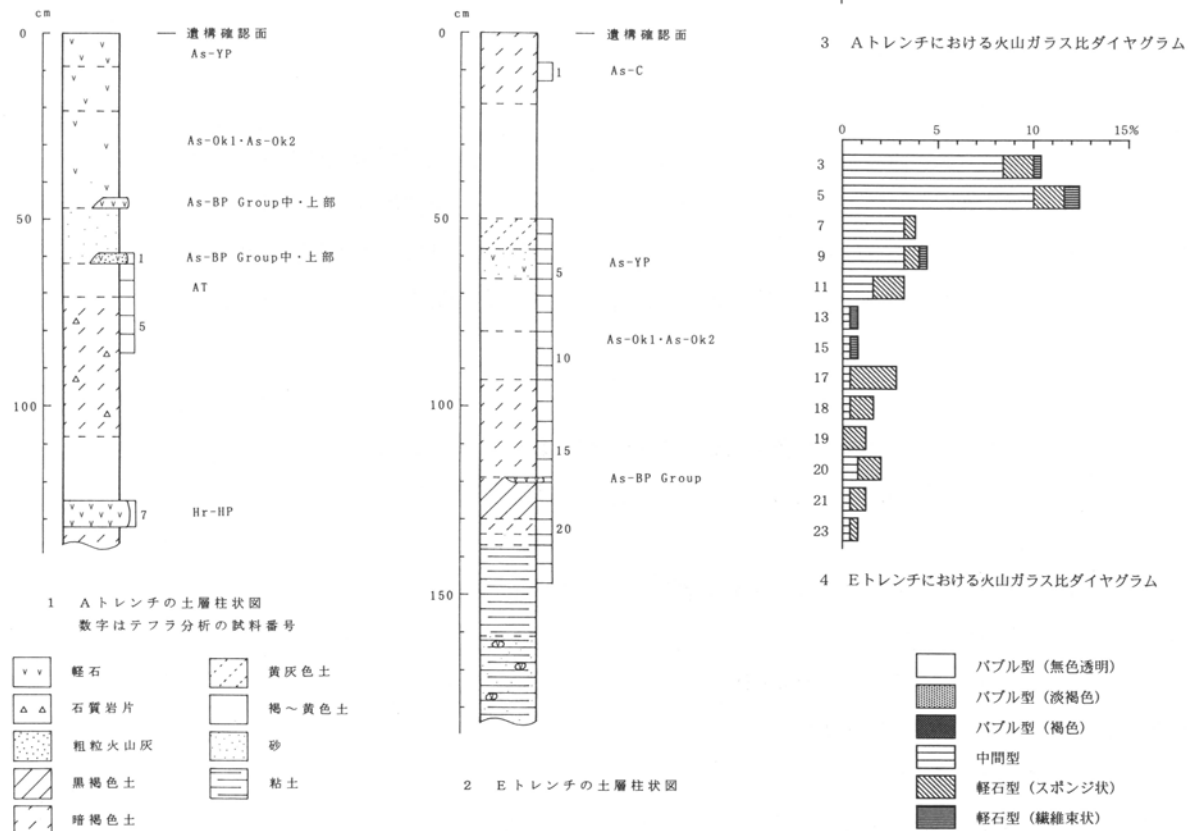 cm
0
遺構確認面
As-YP
As-Ok1・As-Ok2
As-BP Group中・上部
50
As-BP Group中・上部
1
AT
5
100
7
Hr-HP
1 Aトレンチの土層柱状図
数字はテフラ分析の試料番号
軽石
石質岩片
粗粒火山灰
黒褐色土
暗褐色土
黄灰色土
褐～黄色土
砂
粘土
cm
0
遺構確認面
1
As-C
50
As-YP
5
As-Ok1・As-Ok2
10
100
15
As-BP Group
20
150
2 Eトレンチの土層柱状図
3 Aトレンチにおける火山ガラス比ダイヤグラム
0 5 10 15%
3
5
7
9
11
13
15
17
18
19
20
21
23
4 Eトレンチにおける火山ガラス比ダイヤグラム
バブル型（無色透明）
バブル型（淡褐色）
バブル型（褐色）
中間型
軽石型（スポンジ状）
軽石型（繊維束状）